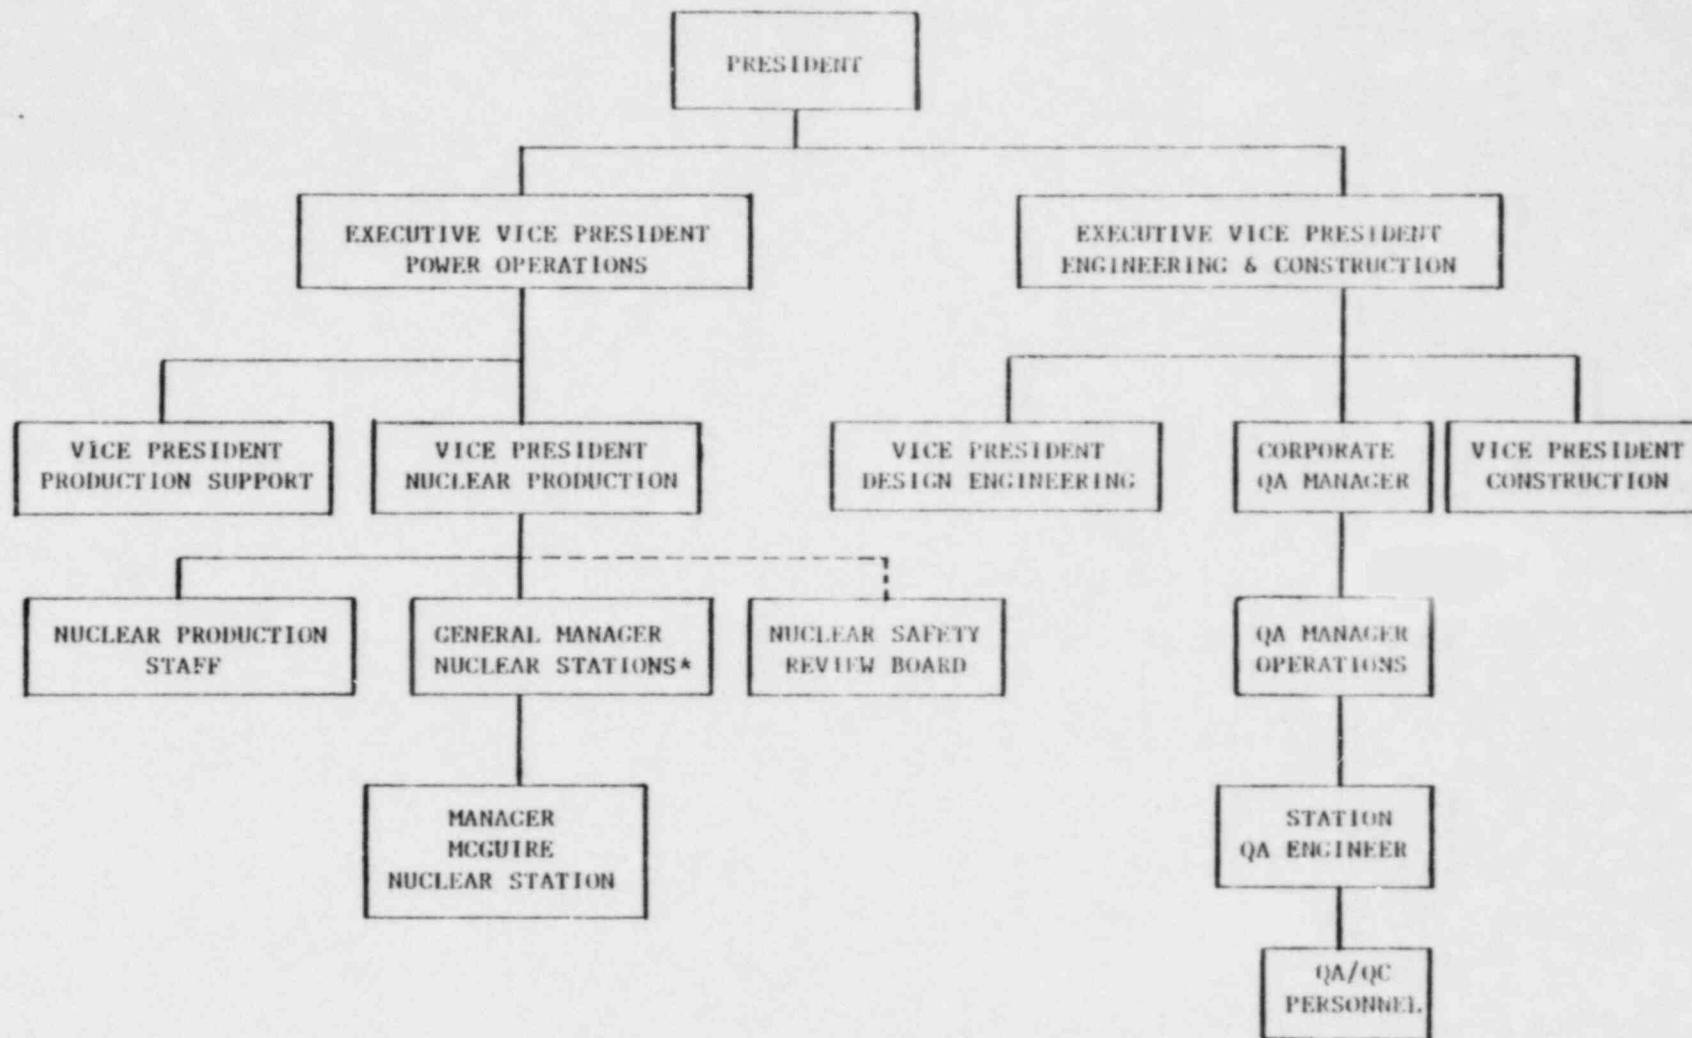 PRESIDENT
EXECUTIVE VICE PRESIDENT
POWER OPERATIONS
EXECUTIVE VICE PRESIDENT
ENGINEERING & CONSTRUCTION
VICE PRESIDENT
PRODUCTION SUPPORT
VICE PRESIDENT
NUCLEAR PRODUCTION
VICE PRESIDENT
DESIGN ENGINEERING
CORPORATE
QA MANAGER
VICE PRESIDENT
CONSTRUCTION
NUCLEAR PRODUCTION
STAFF
GENERAL MANAGER
NUCLEAR STATIONS*
NUCLEAR SAFETY
REVIEW BOARD
QA MANAGER
OPERATIONS
MANAGER
MCGUIRE
NUCLEAR STATION
STATION
QA ENGINEER
QA/QC
PERSONNEL